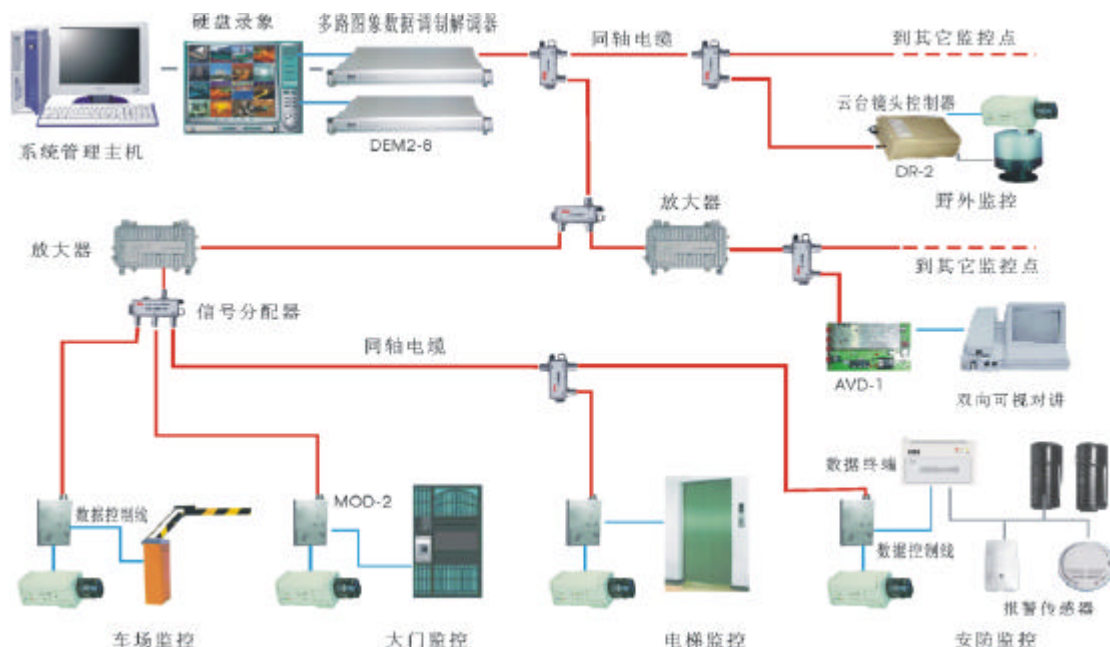 硬盘录象
多路图象数据调制解调器
同轴电缆
到其它监控点
云台镜头控制器
DEM2-8
系统管理主机
DR-2
野外监控
放大器
放大器
到其它监控点
信号分配器
同轴电缆
AVD-1
双向可视对讲
数据终端
数据控制线
MOD-2
数据控制线
报警传感器
车场监控
大门监控
电梯监控
安防监控